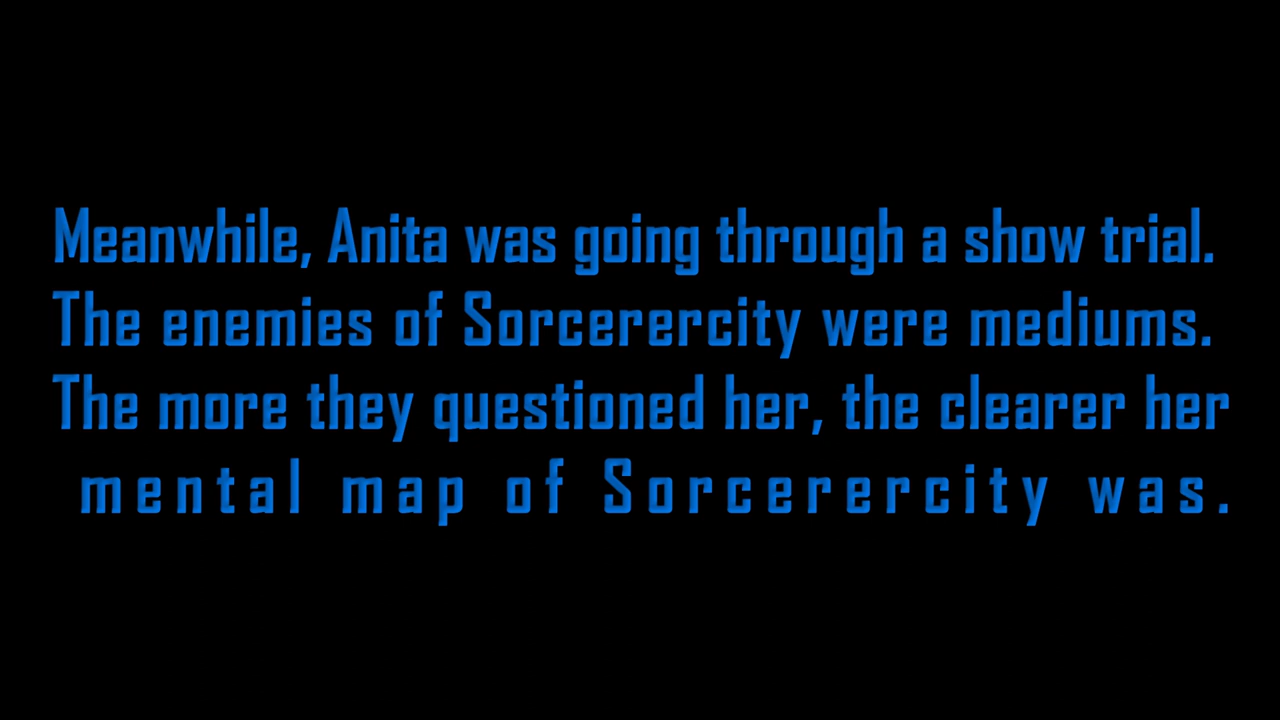 Meanwhile, Anita was going through a show trial.
The enemies of Sorcerercity were mediums.
The more they questioned her, the clearer her
mental map of Sorcerercity was.